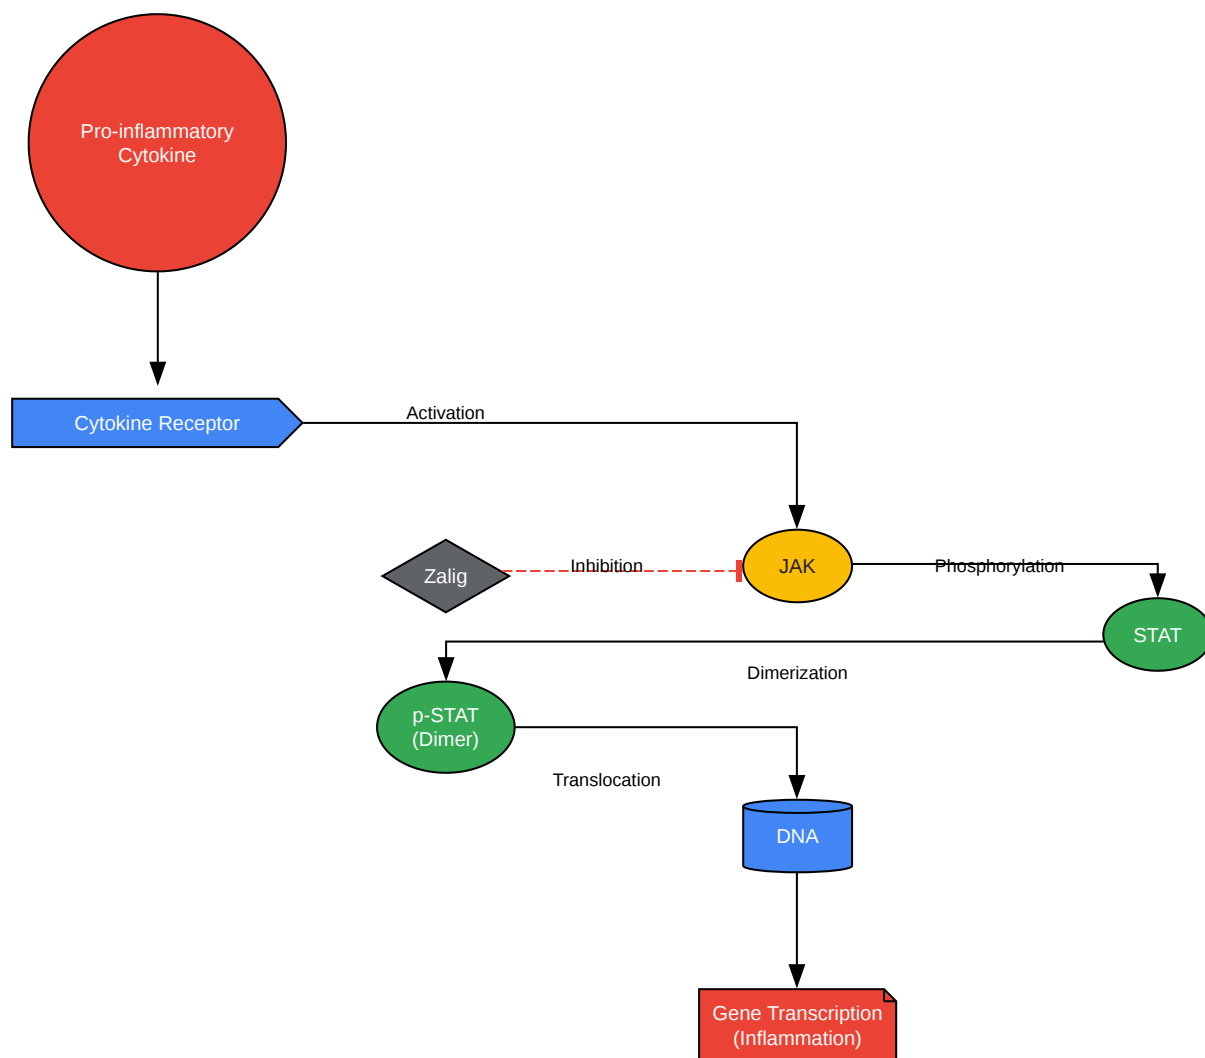 Pro-inflammatory
Cytokine
Cytokine Receptor
Activation
Zalig
Inhibition
JAK
Phosphorylation
STAT
Dimerization
p-STAT
(Dimer)
Translocation
DNA
Gene Transcription
(Inflammation)